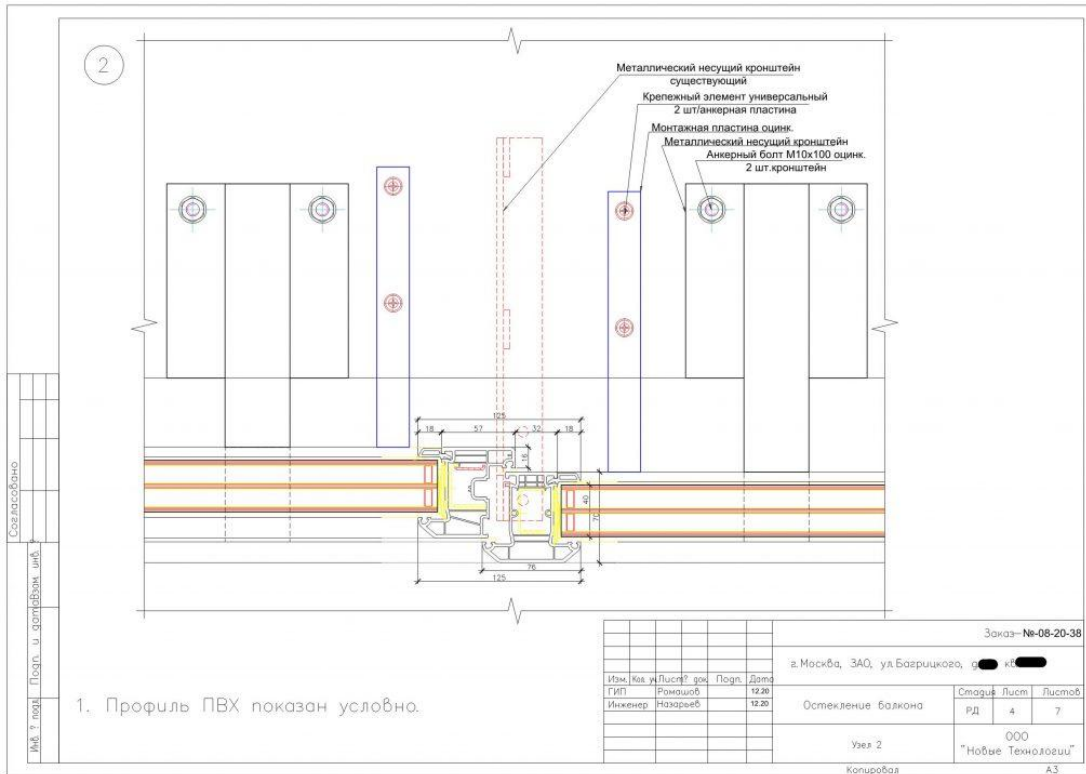 2
Металлический несущий кронштейн
существующий
Крепежный элемент универсальный
2 шт/анкерная пластина
Монтажная пластина оцинк.
Металлический несущий кронштейн
Анкерный болт М10х100 оцинк.
2 шт.кронштейн
125
18 57 32 18
16
40
70
76
125
1. Профиль ПВХ показан условно.
Согласовано
Подп. и дата
Взам. инв. ?
Инв. ? подл.
Заказ-№-08-20-38
г.Москва, ЗАО, ул.Багрицкого, д кв
Изм. Кол. уч Лист ? док. Подп. Дата
ГИП Ромашов 12.20
Инженер Назарьев 12.20
Остекление балкона
Стадия Лист Листов
РД 4 7
Узел 2
ООО
"Новые Технологии"
Копировал А3